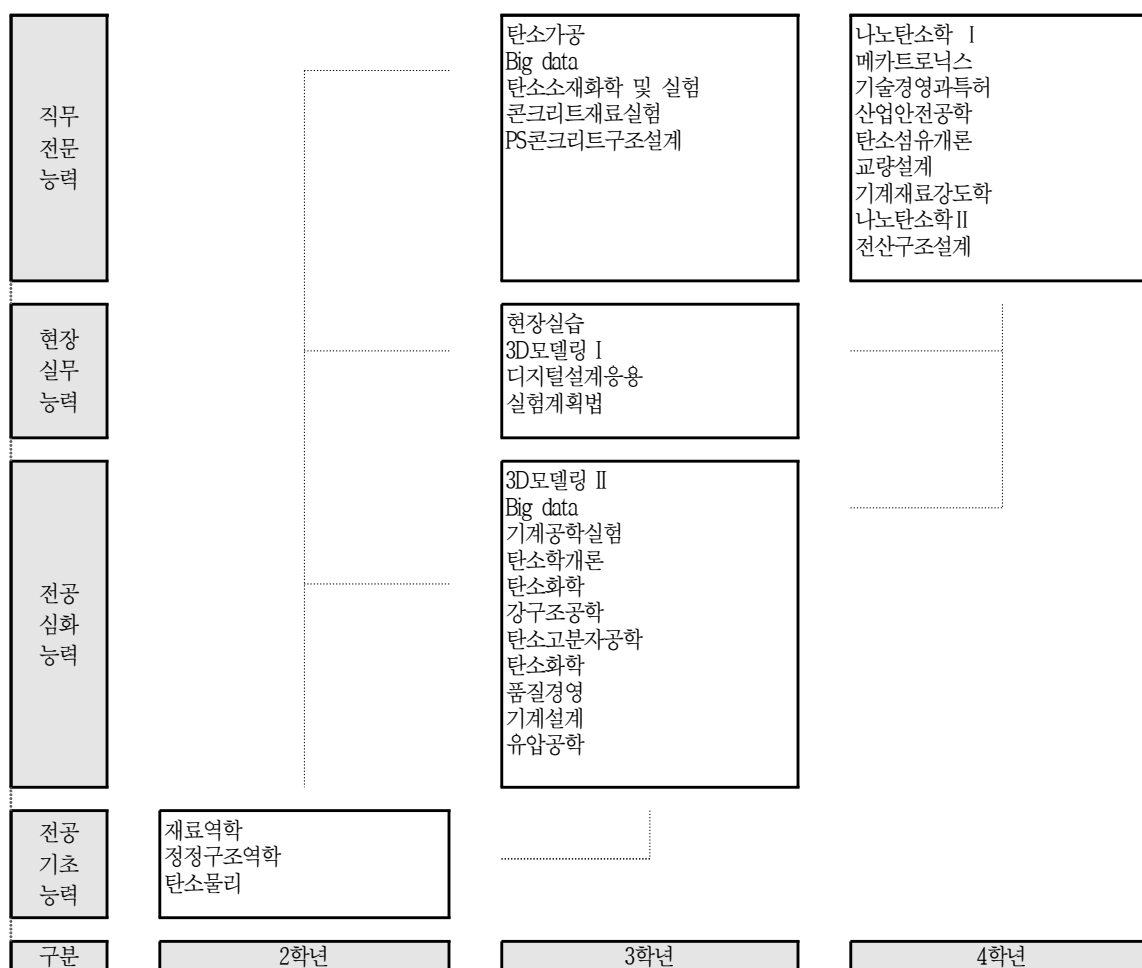 직무
전문
능력
탄소가공
Big data
탄소소재화학 및 실험
콘크리트재료실험
PS콘크리트구조설계
나노탄소학 Ⅰ
메카트로닉스
기술경영과특허
산업안전공학
탄소섬유개론
교량설계
기계재료강도학
나노탄소학Ⅱ
전산구조설계
현장
실무
능력
현장실습
3D모델링Ⅰ
디지털설계응용
실험계획법
전공
심화
능력
3D모델링 Ⅱ
Big data
기계공학실험
탄소학개론
탄소화학
강구조공학
탄소고분자공학
탄소화학
품질경영
기계설계
유압공학
전공
기초
능력
재료역학
정정구조역학
탄소물리
구분
2학년
3학년
4학년